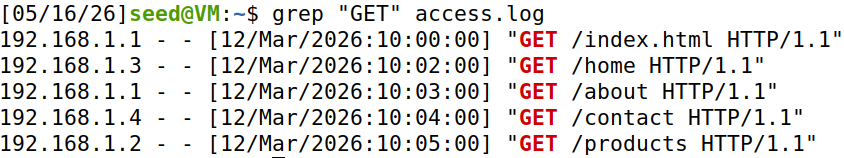 [05/16/26]seed@VM:~$ grep "GET" access.log
192.168.1.1 - - [12/Mar/2026:10:00:00] "GET /index.html HTTP/1.1"
192.168.1.3 - - [12/Mar/2026:10:02:00] "GET /home HTTP/1.1"
192.168.1.1 - - [12/Mar/2026:10:03:00] "GET /about HTTP/1.1"
192.168.1.4 - - [12/Mar/2026:10:04:00] "GET /contact HTTP/1.1"
192.168.1.2 - - [12/Mar/2026:10:05:00] "GET /products HTTP/1.1"